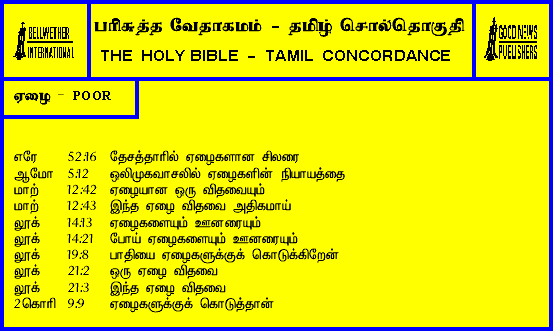 BELLWETHER
INTERNATIONAL
பரிசுத்த வேதாகமம் - தமிழ் சொல்தொகுதி
THE HOLY BIBLE - TAMIL CONCORDANCE
GOOD NEWS
PUBLISHERS
ஏழை - POOR
எரே 52:16 தேசத்தாரில் ஏழைகளான சிலரை
ஆமோ 5:12 ஒலிமுகவாசலில் ஏழைகளின் நியாயத்தை
மாற் 12:42 ஏழையான ஒரு விதவையும்
மாற் 12:43 இந்த ஏழை விதவை அதிகமாய்
லூக் 14:13 ஏழைகளையும் ஊனரையும்
லூக் 14:21 போய் ஏழைகளையும் ஊனரையும்
லூக் 19:8 பாதியை ஏழைகளுக்குக் கொடுக்கிறேன்
லூக் 21:2 ஒரு ஏழை விதவை
லூக் 21:3 இந்த ஏழை விதவை
2கொரி 9:9 ஏழைகளுக்குக் கொடுத்தான்